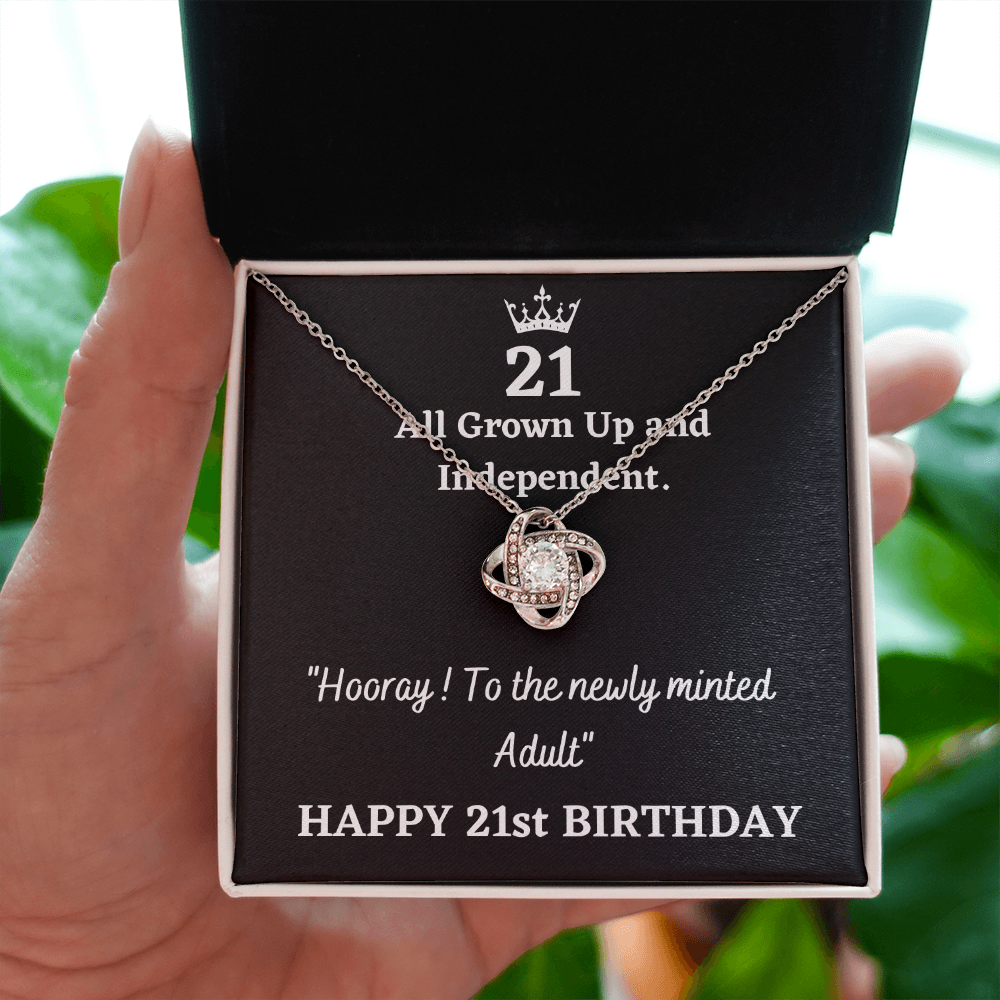 21
All Grown Up and
Independent.
"Hooray! To the newly minted
Adult"
HAPPY 21st BIRTHDAY